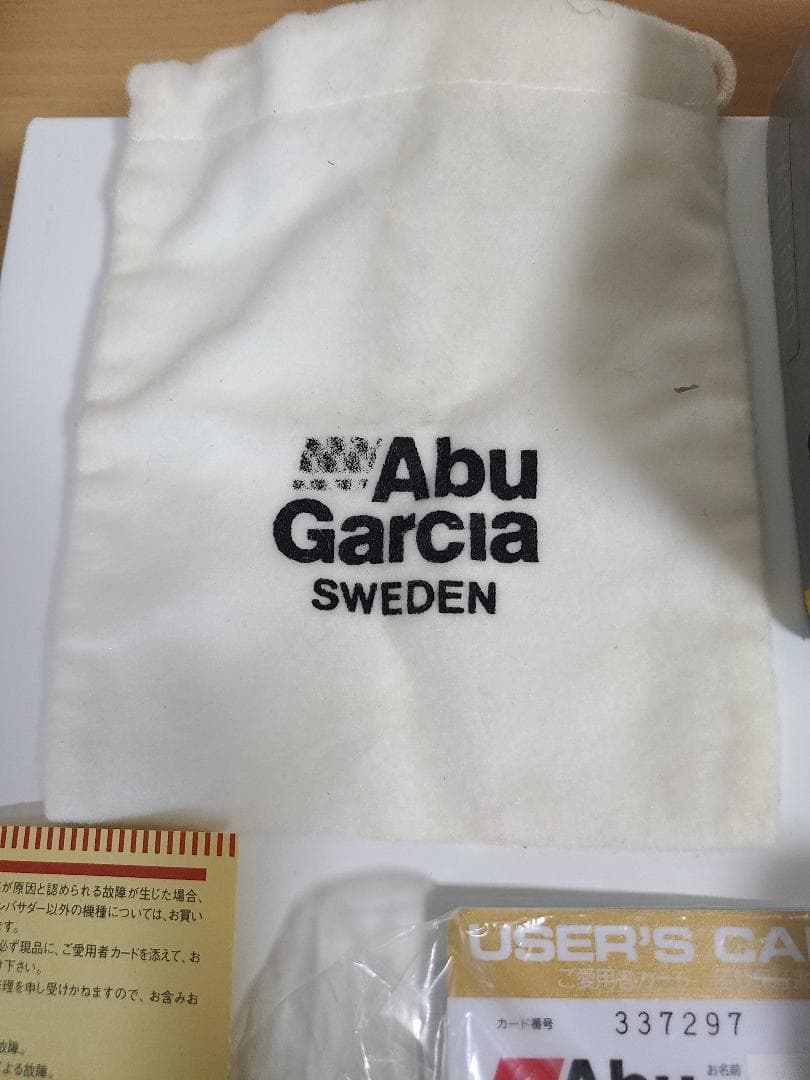 Abu
Garcia
SWEDEN
が原因と認められる故障が生じた場合、
ンバサダー以外の機種については、お買い
ます。
必ず現品に、ご愛用者カードを添えて、お
け下さい。
修理を申し受けかねますので、お含みお
故障。
よる故障。
USER'S CA
ご愛用者カード
カード番号
337297
Abu
お名前